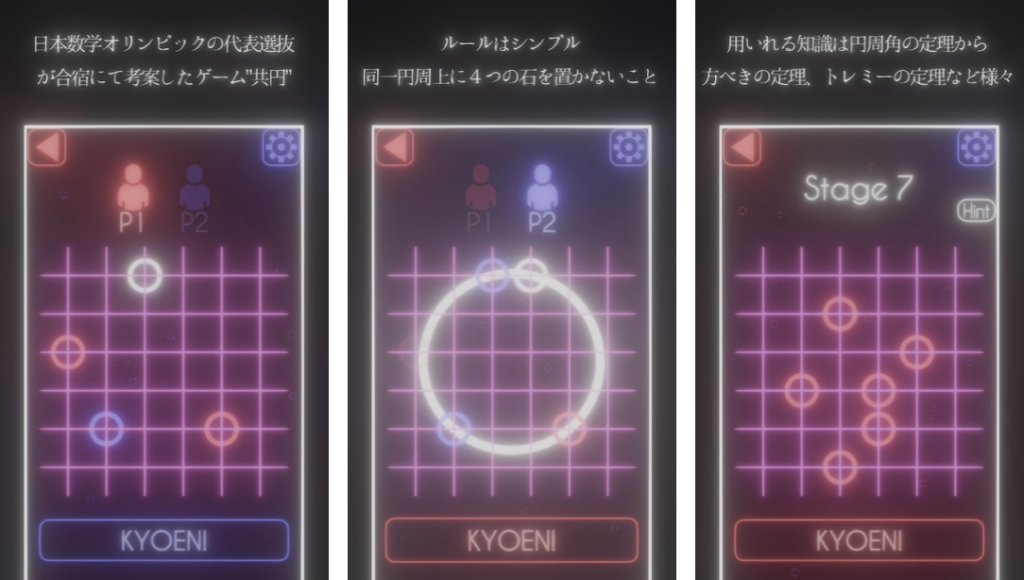 日本数学オリンピックの代表選抜
が合宿にて考案したゲーム"共円"
P1 P2
KYOEN!
ルールはシンプル
同一円周上に４つの石を置かないこと
P1 P2
KYOEN!
用いれる知識は円周角の定理から
方べきの定理、トレミーの定理など様々
Stage 7
Hint
KYOEN!